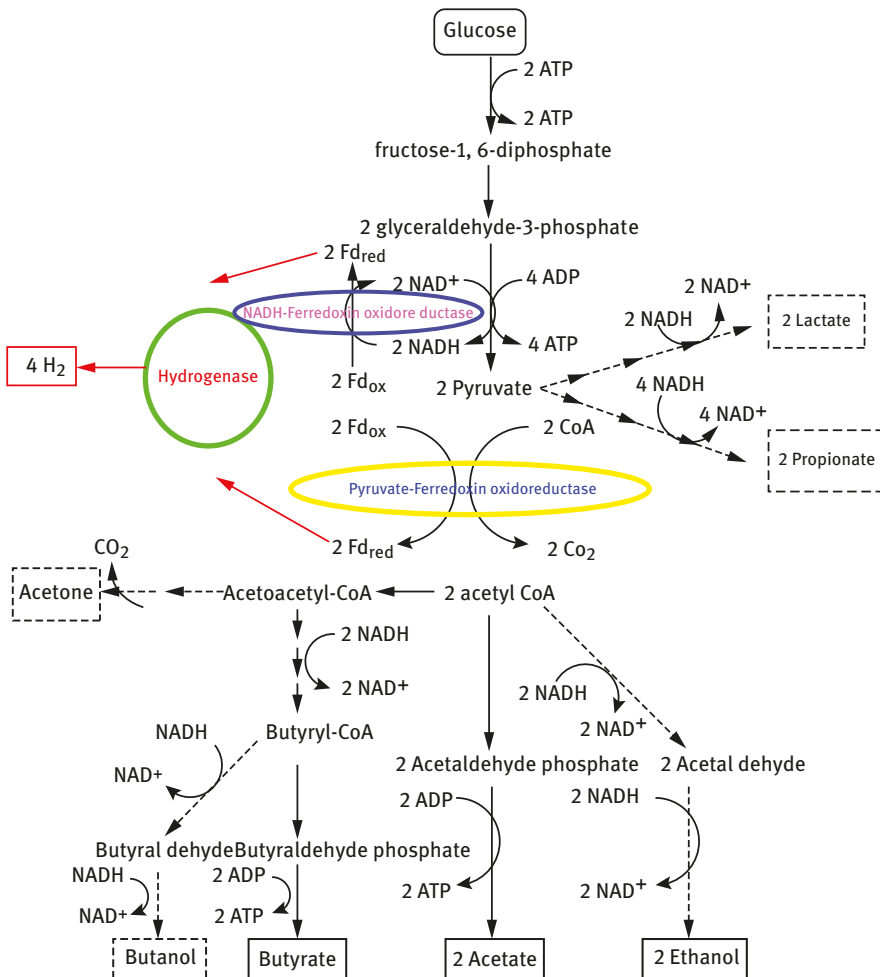 Glucose
2 ATP
2 ATP
fructose-1, 6-diphosphate
2 glyceraldehyde-3-phosphate
2 Fdred
2 NAD+
4 ADP
NADH-Ferredoxin oxidore ductase
2 NADH
4 ATP
2 NAD+
2 NADH
2 Lactate
4 H2
Hydrogenase
2 Fdox
2 Pyruvate
4 NADH
4 NAD+
2 Propionate
2 Fdox
2 CoA
Pyruvate-Ferredoxin oxidoreductase
2 Fdred
2 Co2
CO2
Acetone
Acetoacetyl-CoA
2 acetyl CoA
2 NADH
2 NAD+
2 NADH
2 NAD+
NADH
Butyryl-CoA
NAD+
2 Acetaldehyde phosphate
2 Acetal dehyde
2 ADP
2 NADH
Butyral dehyde
Butyraldehyde phosphate
NADH
2 ADP
2 ATP
2 NAD+
NAD+
2 ATP
Butanol
Butyrate
2 Acetate
2 Ethanol